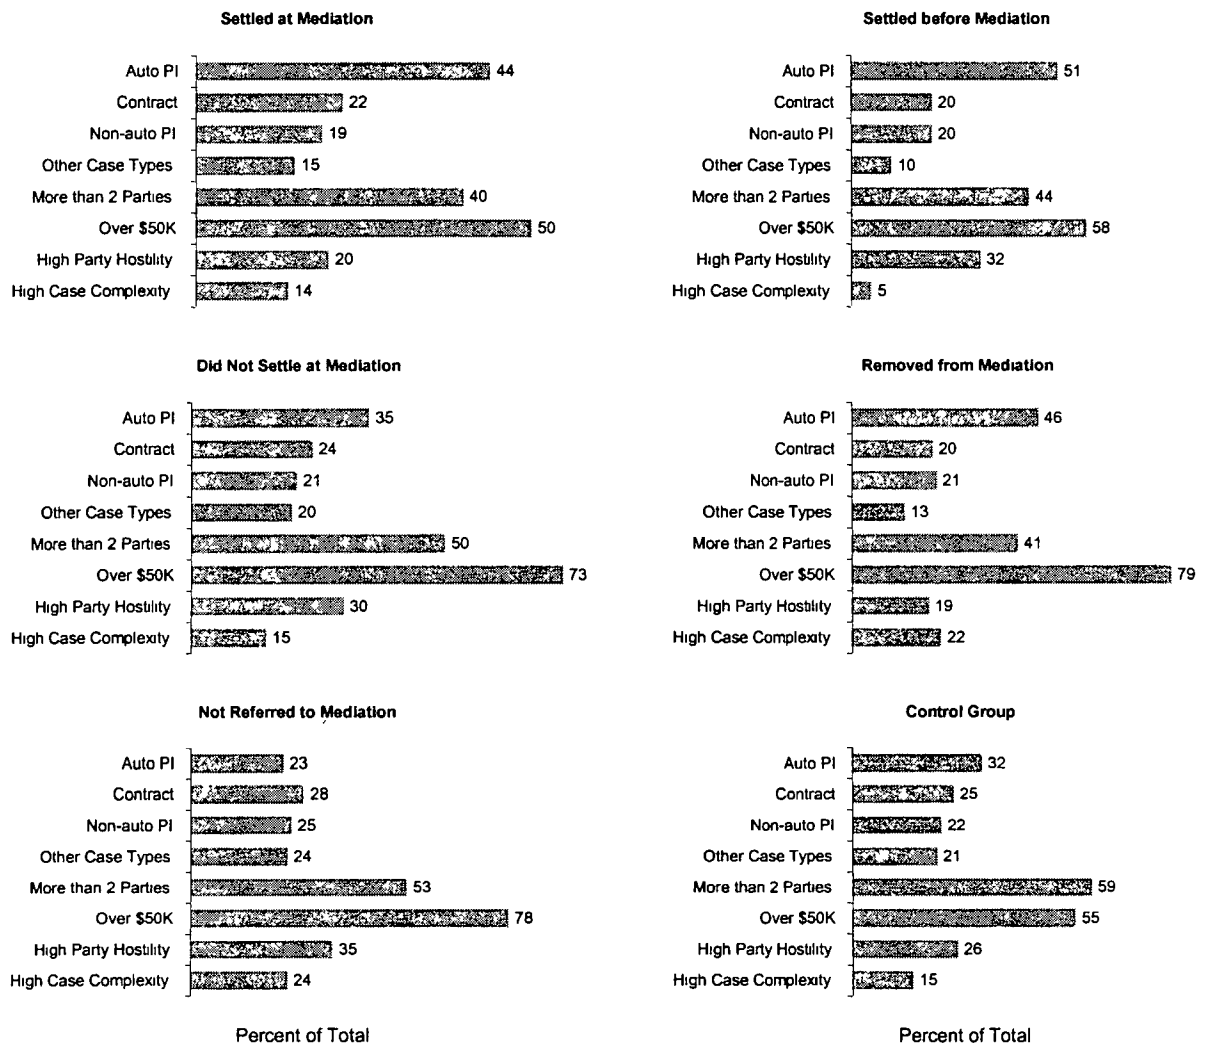 Settled at Mediation
Auto PI 44
Contract 22
Non-auto PI 19
Other Case Types 15
More than 2 Parties 40
Over $50K 50
High Party Hostility 20
High Case Complexity 14
Settled before Mediation
Auto PI 51
Contract 20
Non-auto PI 20
Other Case Types 10
More than 2 Parties 44
Over $50K 58
High Party Hostility 32
High Case Complexity 5
Did Not Settle at Mediation
Auto PI 35
Contract 24
Non-auto PI 21
Other Case Types 20
More than 2 Parties 50
Over $50K 73
High Party Hostility 30
High Case Complexity 15
Removed from Mediation
Auto PI 46
Contract 20
Non-auto PI 21
Other Case Types 13
More than 2 Parties 41
Over $50K 79
High Party Hostility 19
High Case Complexity 22
Not Referred to Mediation
Auto PI 23
Contract 28
Non-auto PI 25
Other Case Types 24
More than 2 Parties 53
Over $50K 78
High Party Hostility 35
High Case Complexity 24
Percent of Total
Control Group
Auto PI 32
Contract 25
Non-auto PI 22
Other Case Types 21
More than 2 Parties 59
Over $50K 55
High Party Hostility 26
High Case Complexity 15
Percent of Total